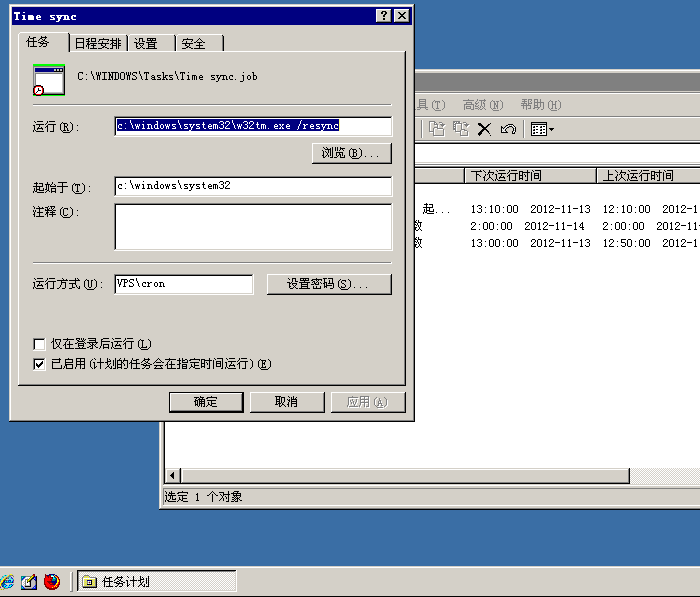 Time sync
任务 日程安排 设置 安全
C:\WINDOWS\Tasks\Time sync.job
运行(R): c:\windows\system32\w32tm.exe /resync
浏览(B)...
起始于(T): c:\windows\system32
注释(C):
运行方式(U): VPS\cron 设置密码(S)...
仅在登录后运行(L)
已启用(计划的任务会在指定时间运行)(E)
确定 取消 应用(A)
具(T) 高级(N) 帮助(H)
下次运行时间 上次运行时间
起... 13:10:00 2012-11-13 12:10:00 2012-1
数 2:00:00 2012-11-14 2:00:00 2012-11-
数 13:00:00 2012-11-13 12:50:00 2012-1
选定 1 个对象
任务计划